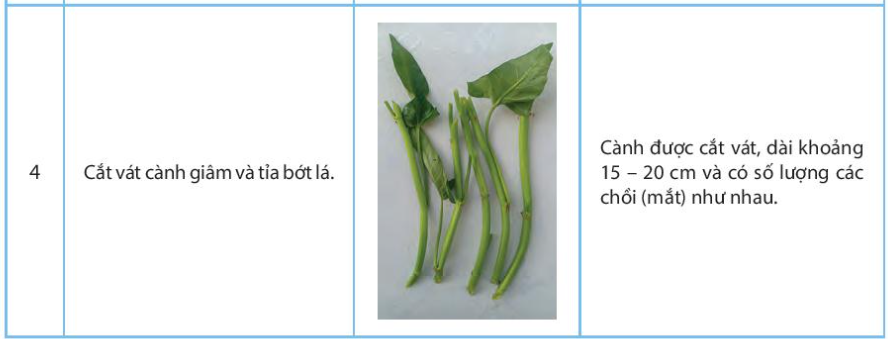 4
Cắt vát cành giâm và tỉa bớt lá.
Cành được cắt vát, dài khoảng
15 – 20 cm và có số lượng các
chồi (mắt) như nhau.